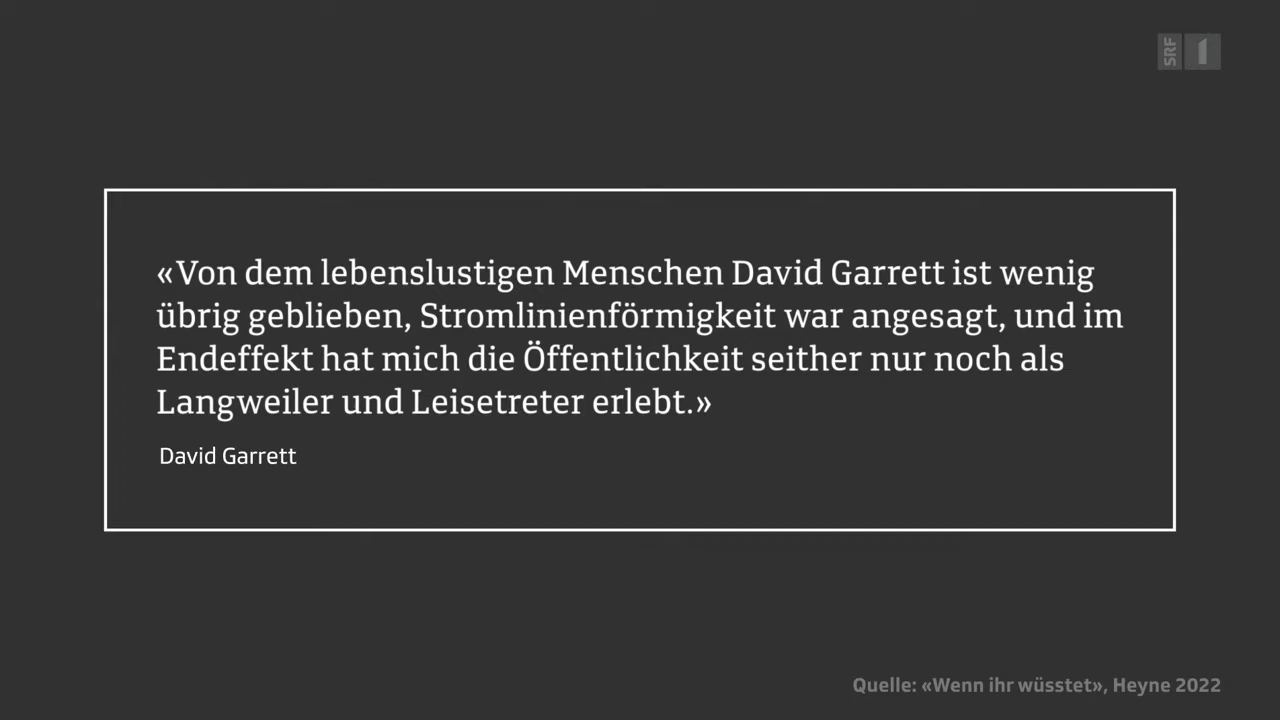 SRF 1
«Von dem lebenslustigen Menschen David Garrett ist wenig
übrig geblieben, Stromlinienförmigkeit war angesagt, und im
Endeffekt hat mich die Öffentlichkeit seither nur noch als
Langweiler und Leisetreter erlebt.»
David Garrett
Quelle: «Wenn ihr wüsstet», Heyne 2022